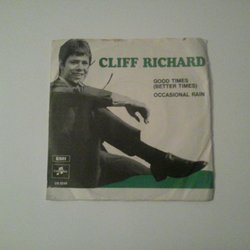 CLIFF RICHARD
GOOD TIMES
(BETTER TIMES)
OCCASIONAL RAIN
EMI